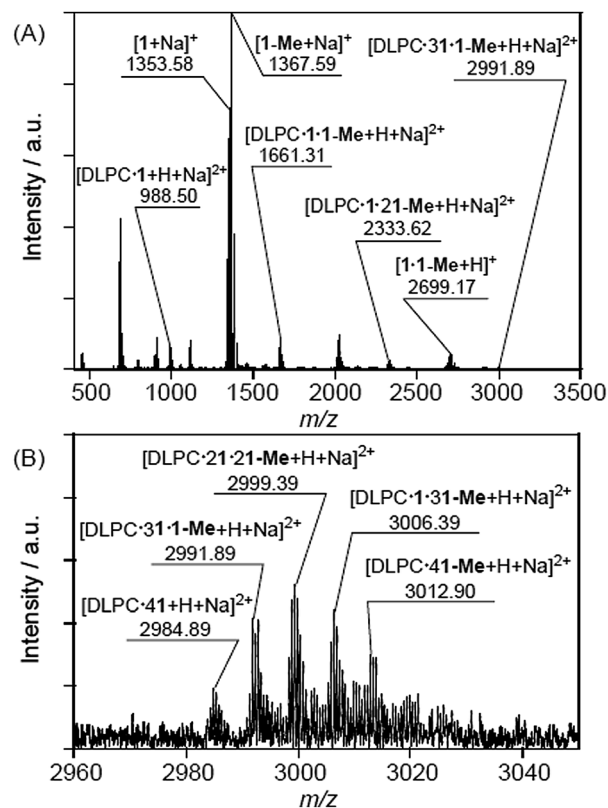 (A)
[1+Na]+
1353.58
[1-Me+Na]+
1367.59
[DLPC·31·1-Me+H+Na]2+
2991.89
[DLPC·1·1-Me+H+Na]2+
1661.31
[DLPC·1+H+Na]2+
988.50
[DLPC·1·21-Me+H+Na]2+
2333.62
[1·1-Me+H]+
2699.17
Intensity / a.u.
500 1000 1500 2000 2500 3000 3500
m/z
(B)
[DLPC·21·21-Me+H+Na]2+
2999.39
[DLPC·31·1-Me+H+Na]2+
2991.89
[DLPC·1·31-Me+H+Na]2+
3006.39
[DLPC·41+H+Na]2+
2984.89
[DLPC·41-Me+H+Na]2+
3012.90
Intensity / a.u.
2960 2980 3000 3020 3040
m/z